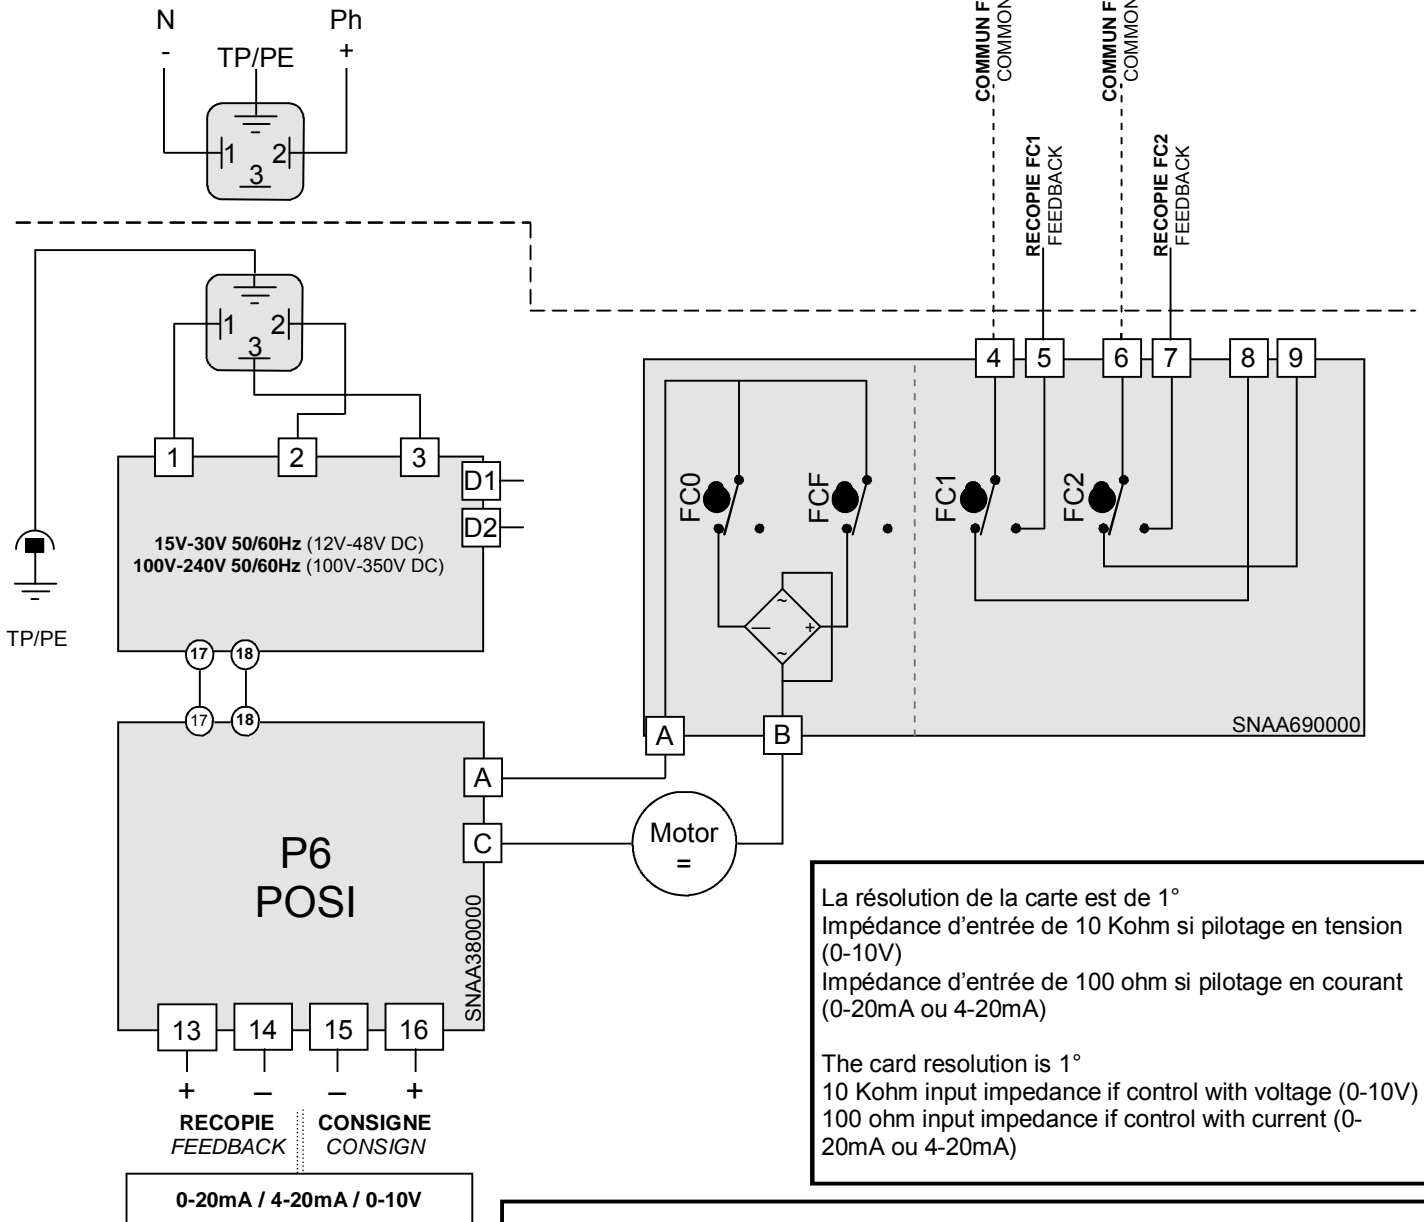 N
Ph
-
TP/PE
+
1
2
3
COMMUN F
COMMON
COMMUN F
COMMON
RECOPIE FC1
FEEDBACK
RECOPIE FC2
FEEDBACK
1
2
3
4
5
6
7
8
9
1
2
3
D1
D2
15V-30V 50/60Hz (12V-48V DC)
100V-240V 50/60Hz (100V-350V DC)
TP/PE
FC0
FCF
FC1
FC2
~
—
+
~
17
18
17
18
A
B
SNAA690000
A
C
Motor
=
P6
POSI
SNAA380000
13
14
15
16
+
–
–
+
RECOPIE
FEEDBACK
CONSIGNE
CONSIGN
0-20mA / 4-20mA / 0-10V
La résolution de la carte est de 1°
Impédance d'entrée de 10 Kohm si pilotage en tension
(0-10V)
Impédance d'entrée de 100 ohm si pilotage en courant
(0-20mA ou 4-20mA)
The card resolution is 1°
10 Kohm input impedance if control with voltage (0-10V)
100 ohm input impedance if control with current (0-
20mA ou 4-20mA)